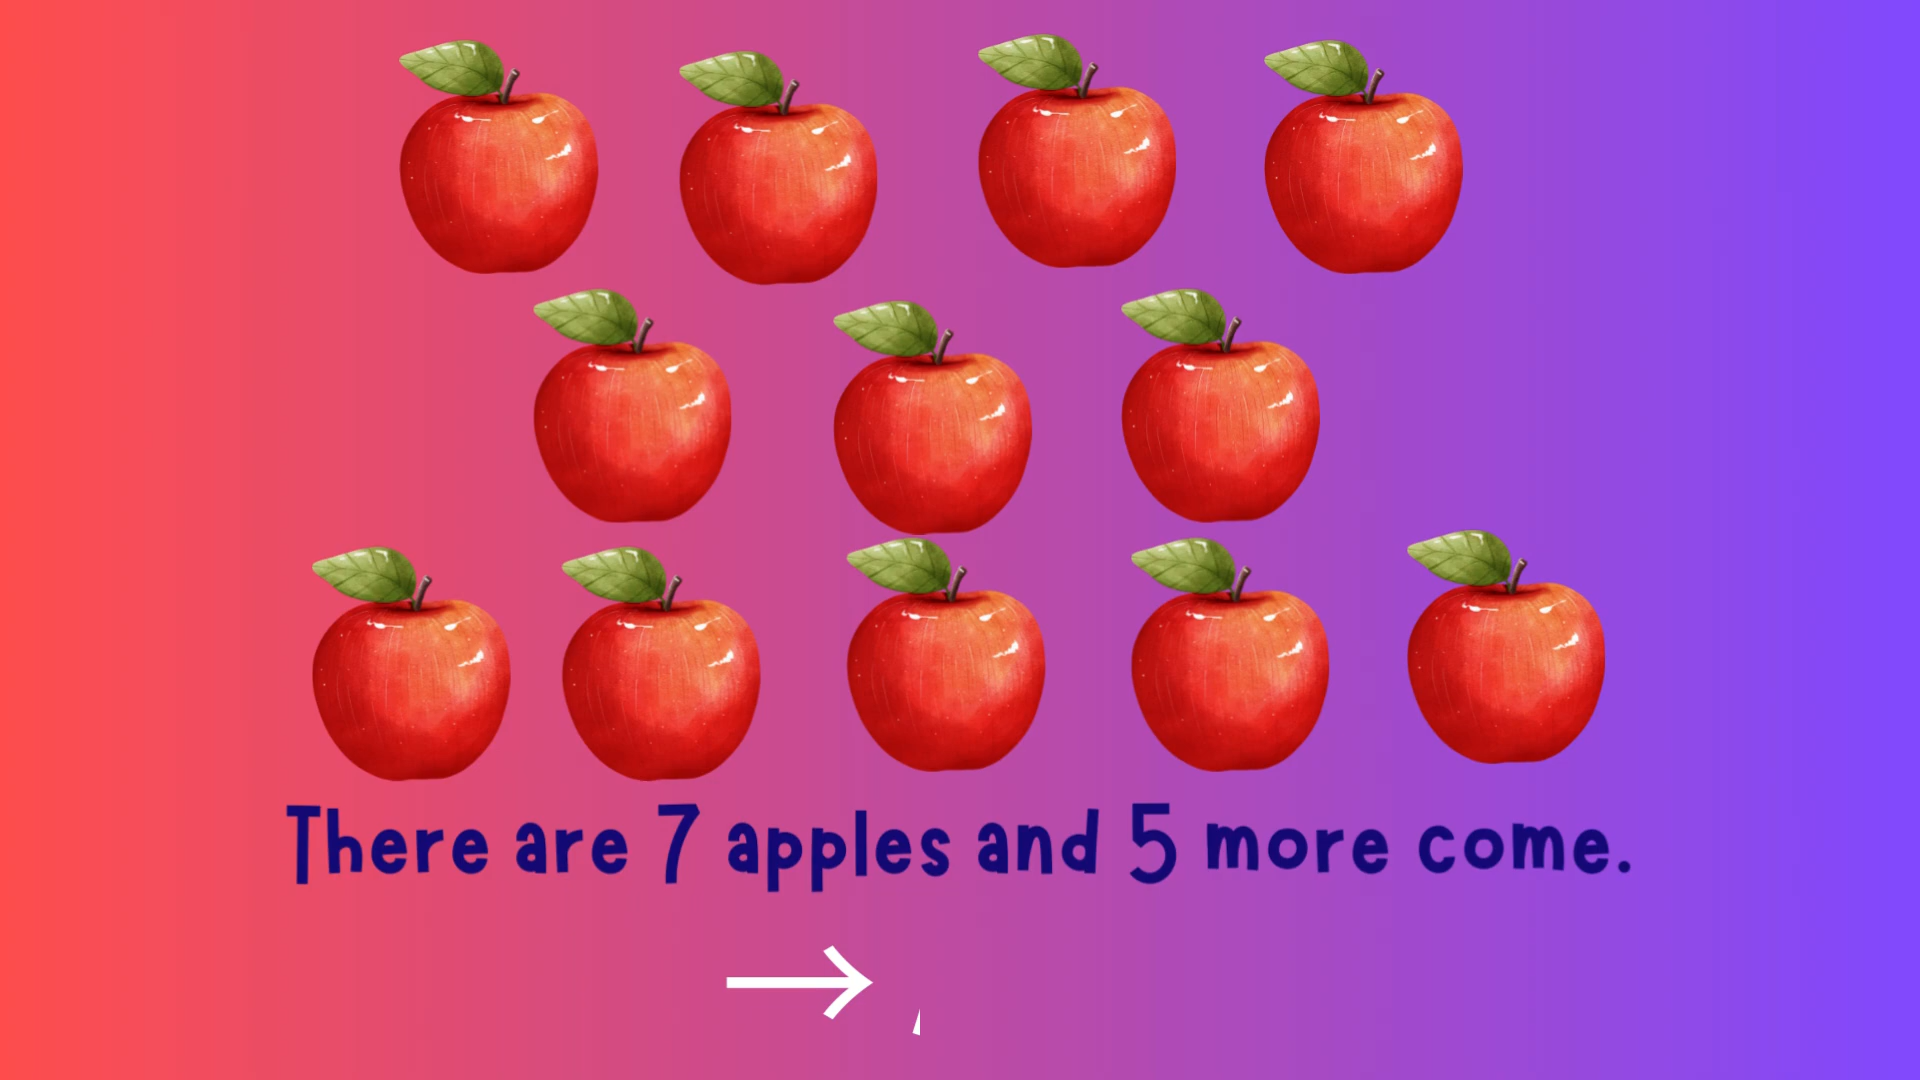 There are 7 apples and 5 more come.
→